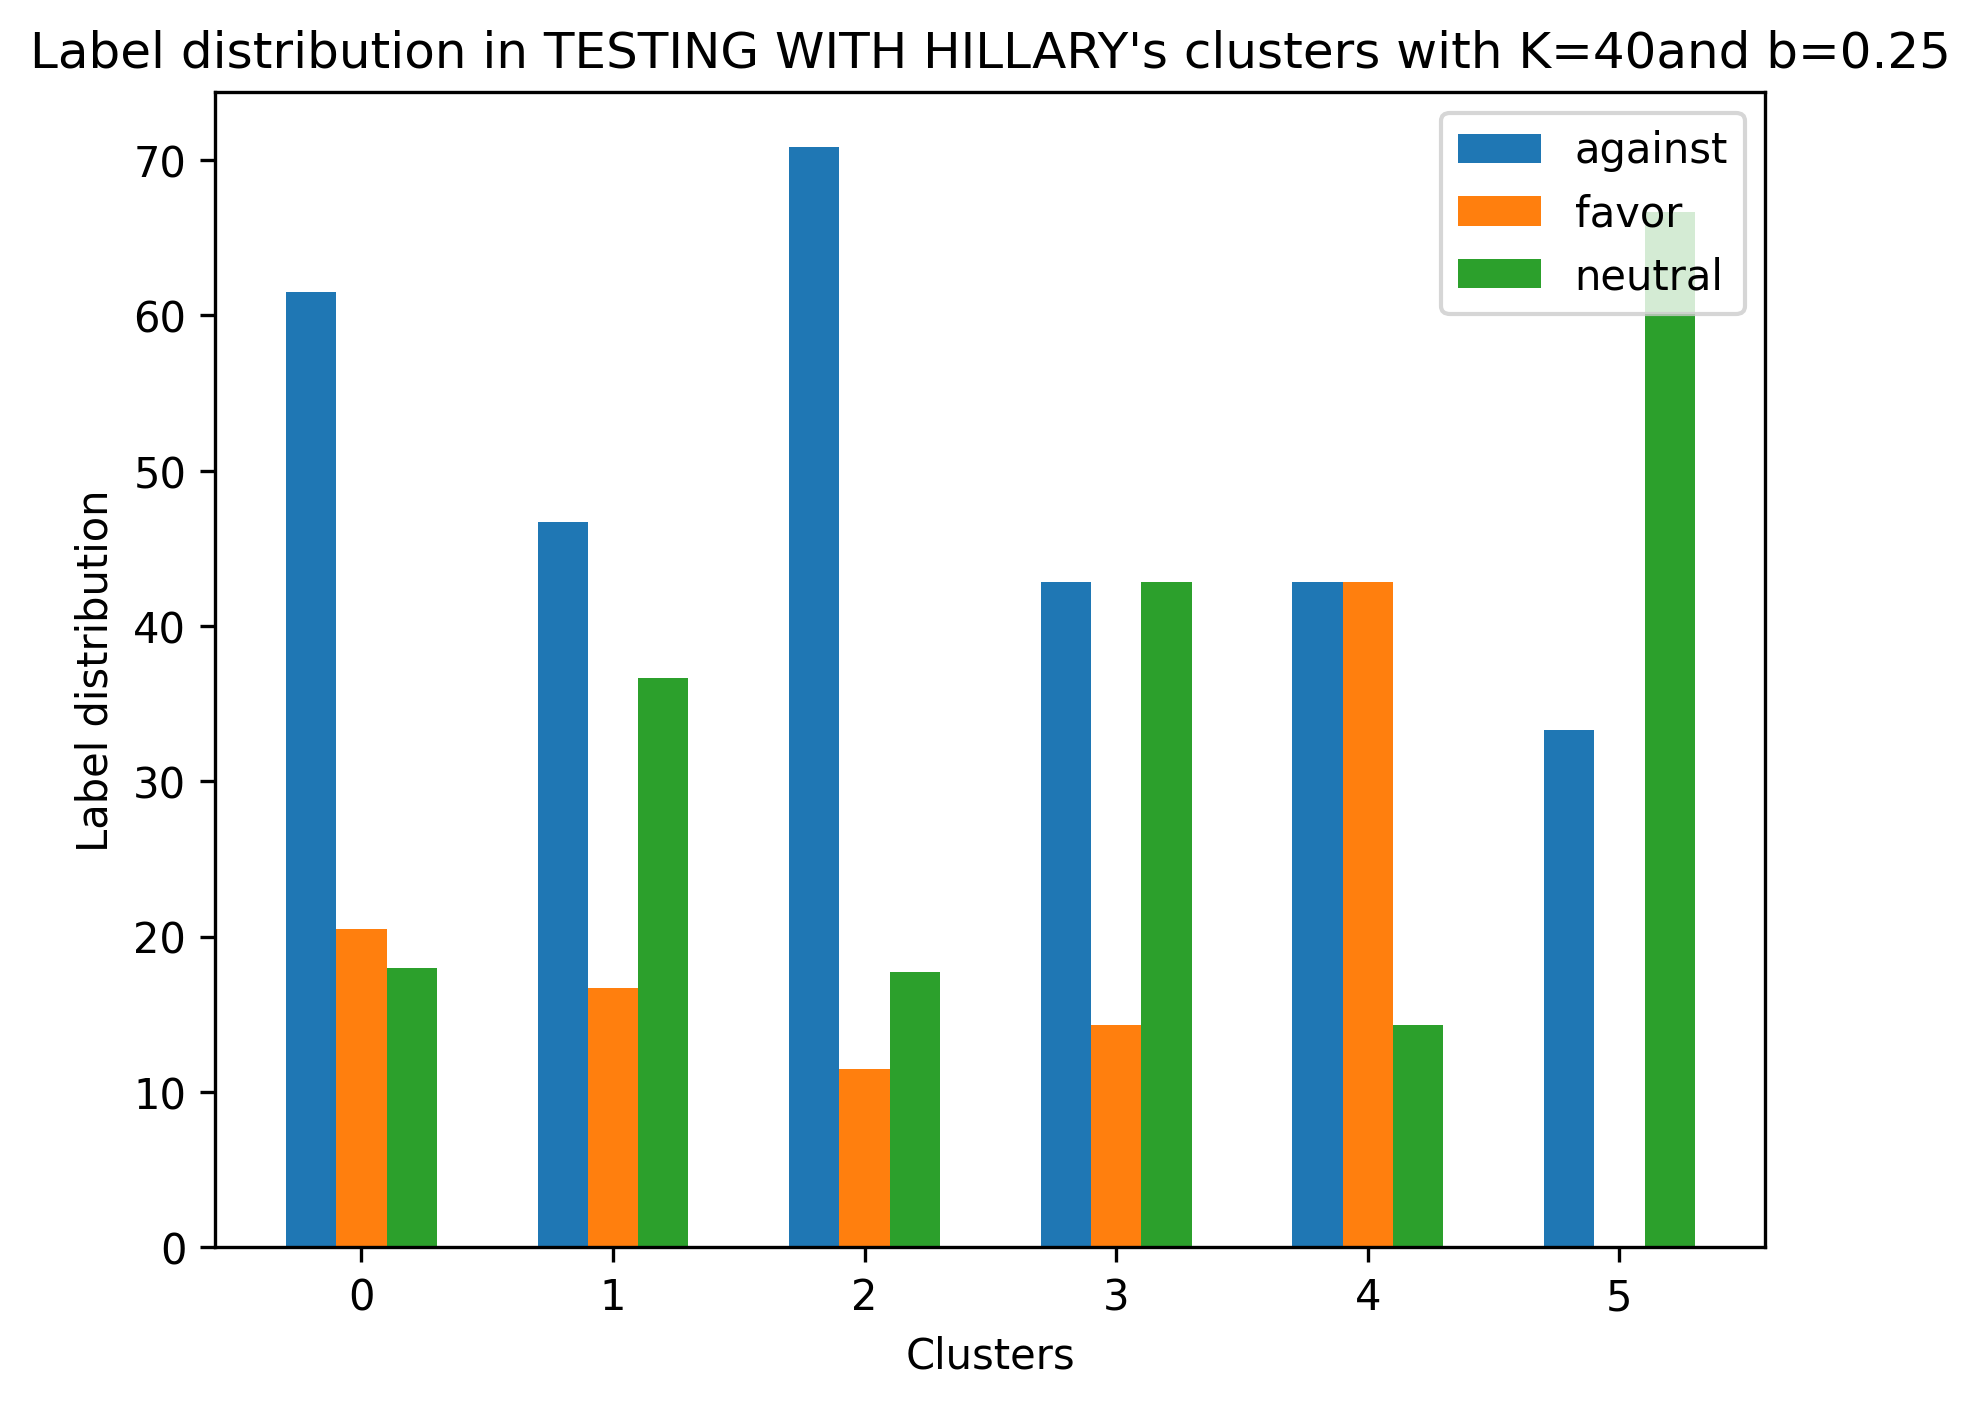 Label distribution in TESTING WITH HILLARY's clusters with K=40and b=0.25
against
favor
neutral
70
60
50
40
30
20
10
0
Label distribution
0 1 2 3 4 5
Clusters